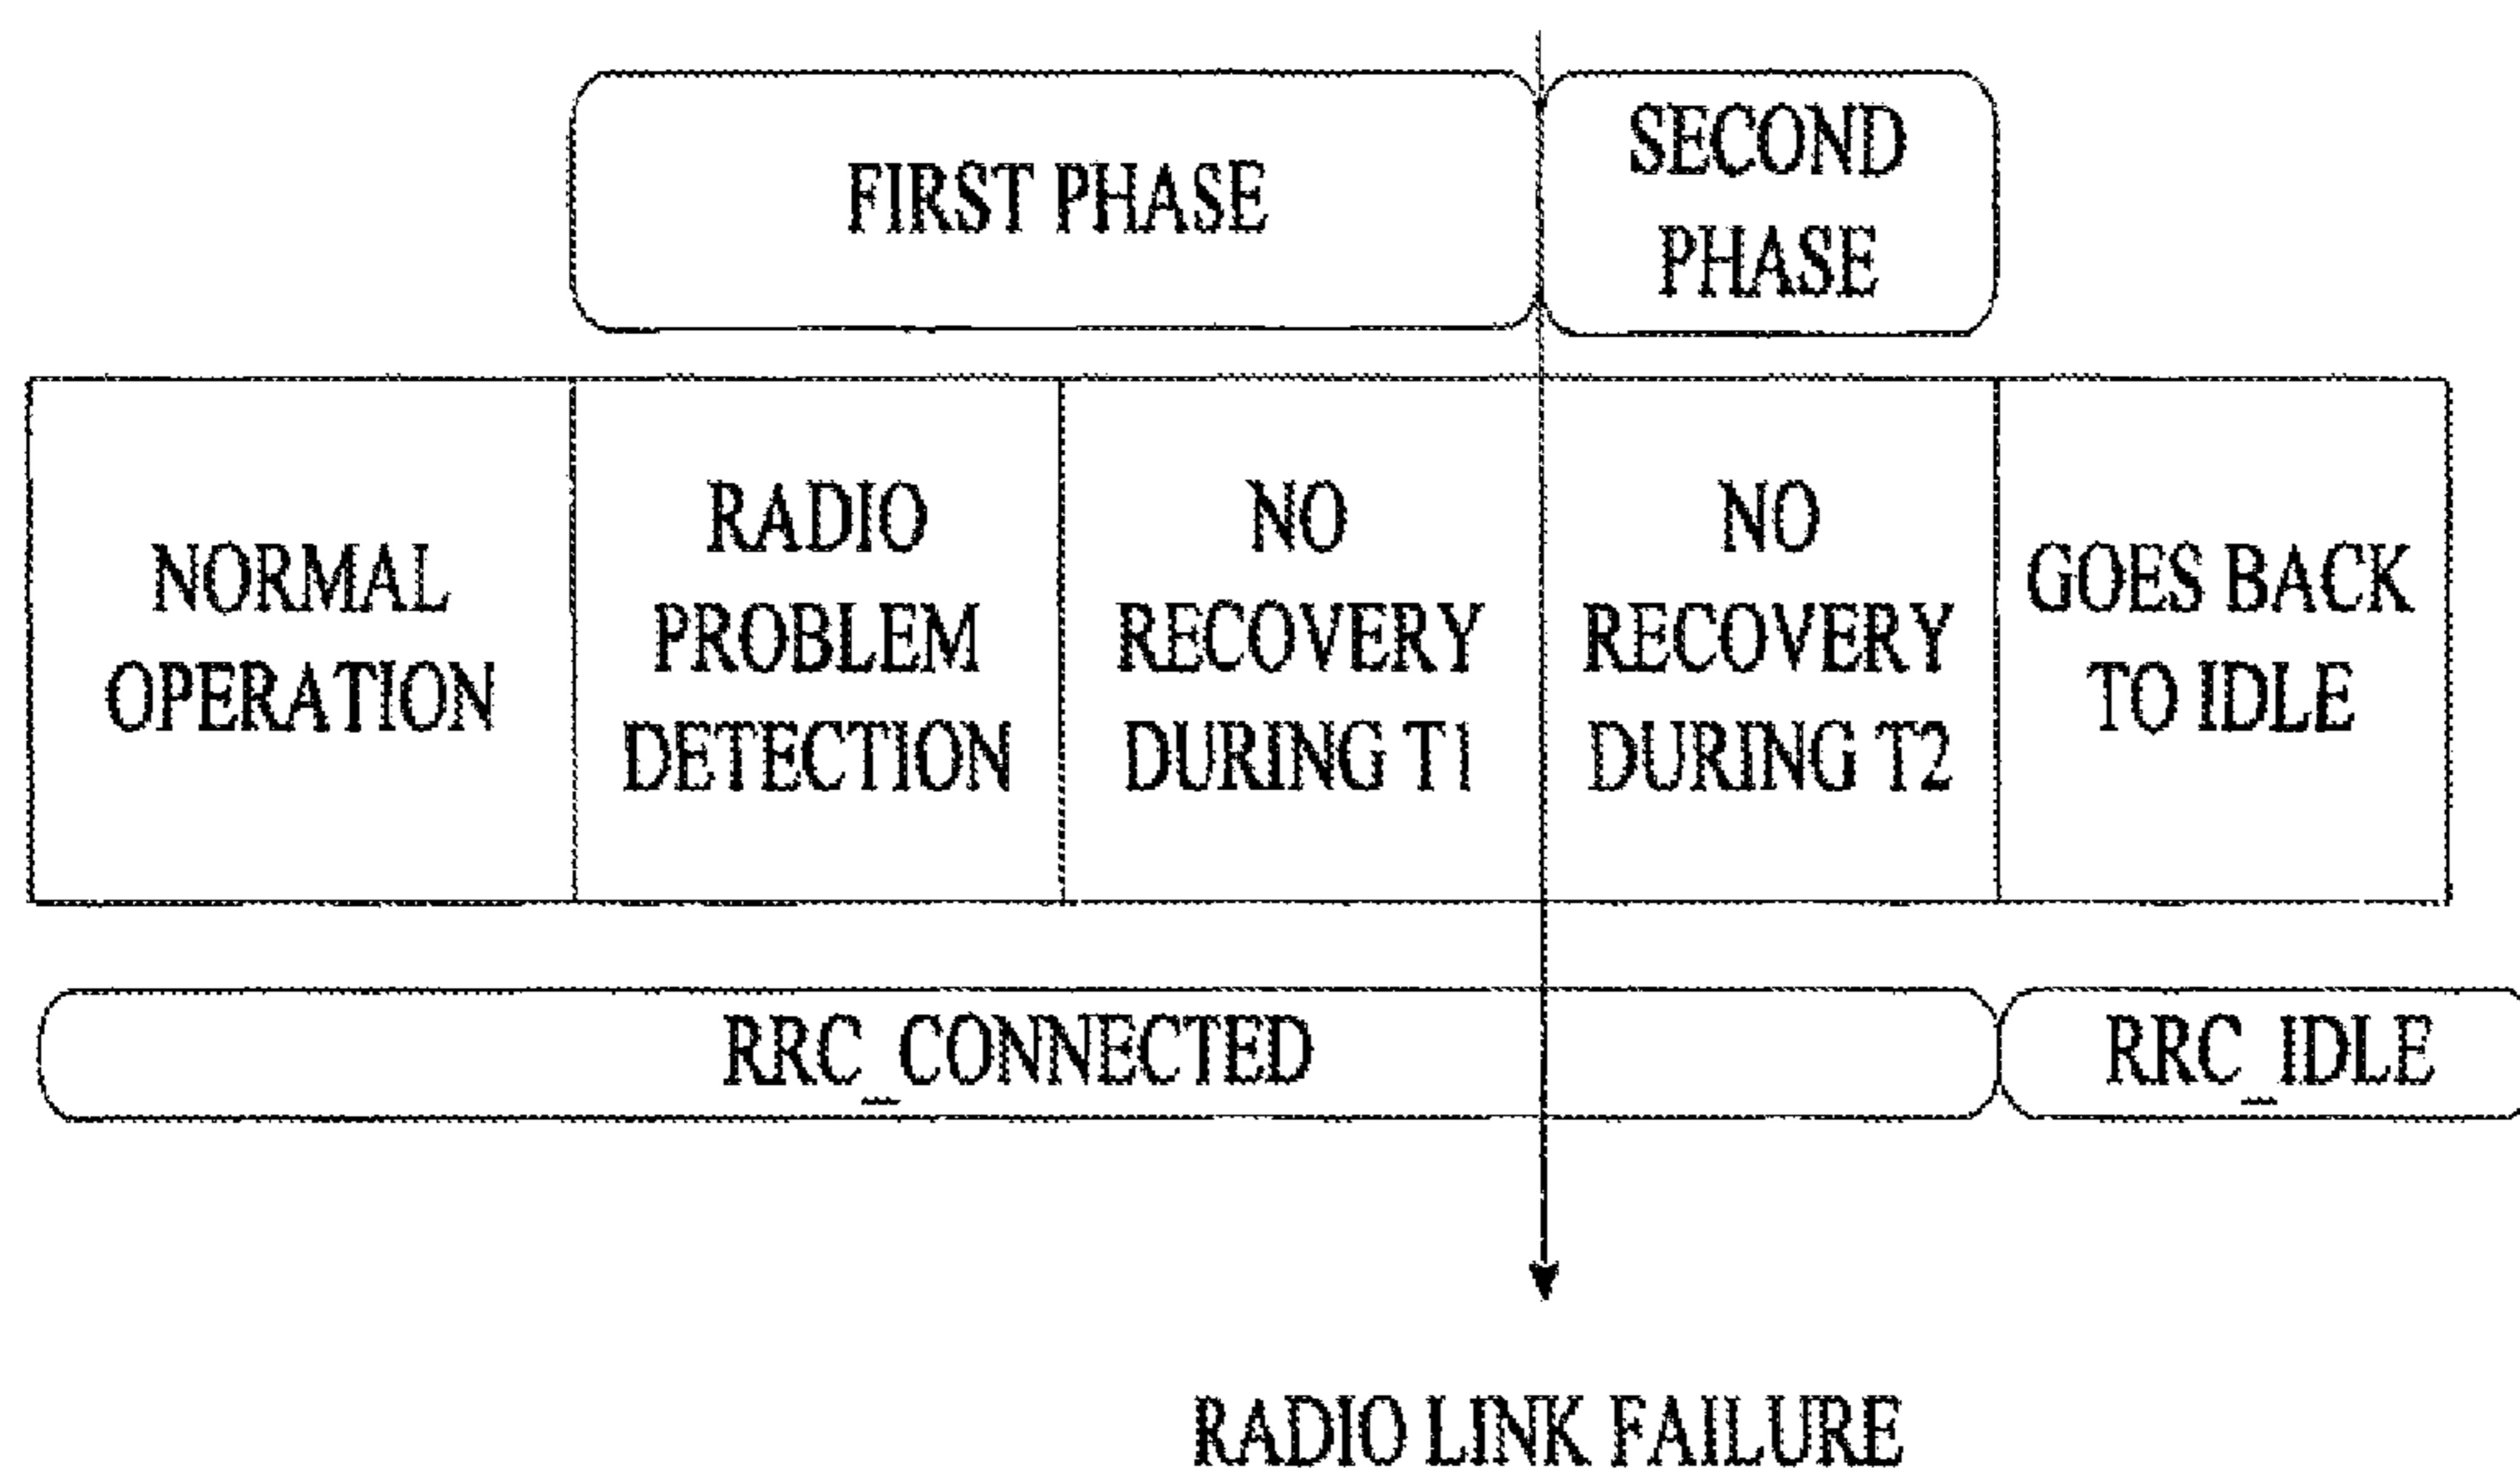 FIRST PHASE
SECOND
PHASE
NORMAL
OPERATION
RADIO
PROBLEM
DETECTION
NO
RECOVERY
DURING T1
NO
RECOVERY
DURING T2
GOES BACK
TO IDLE
RRC_CONNECTED
RRC_IDLE
RADIO LINK FAILURE